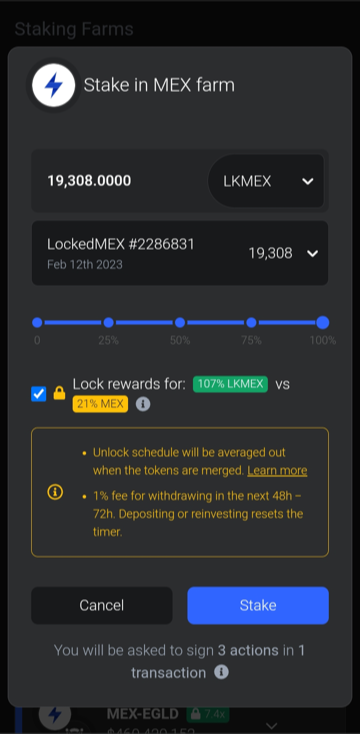 Staking Farms
Stake in MEX farm
19,308.0000
LKMEX
LockedMEX #2286831
Feb 12th 2023
19,308
0
25%
50%
75%
100%
Lock rewards for: 107% LKMEX vs
21% MEX
• Unlock schedule will be averaged out
when the tokens are merged. Learn more
• 1% fee for withdrawing in the next 48h –
72h. Depositing or reinvesting resets the
timer.
Cancel
Stake
You will be asked to sign 3 actions in 1
transaction
MEX-EGLD
7.4x